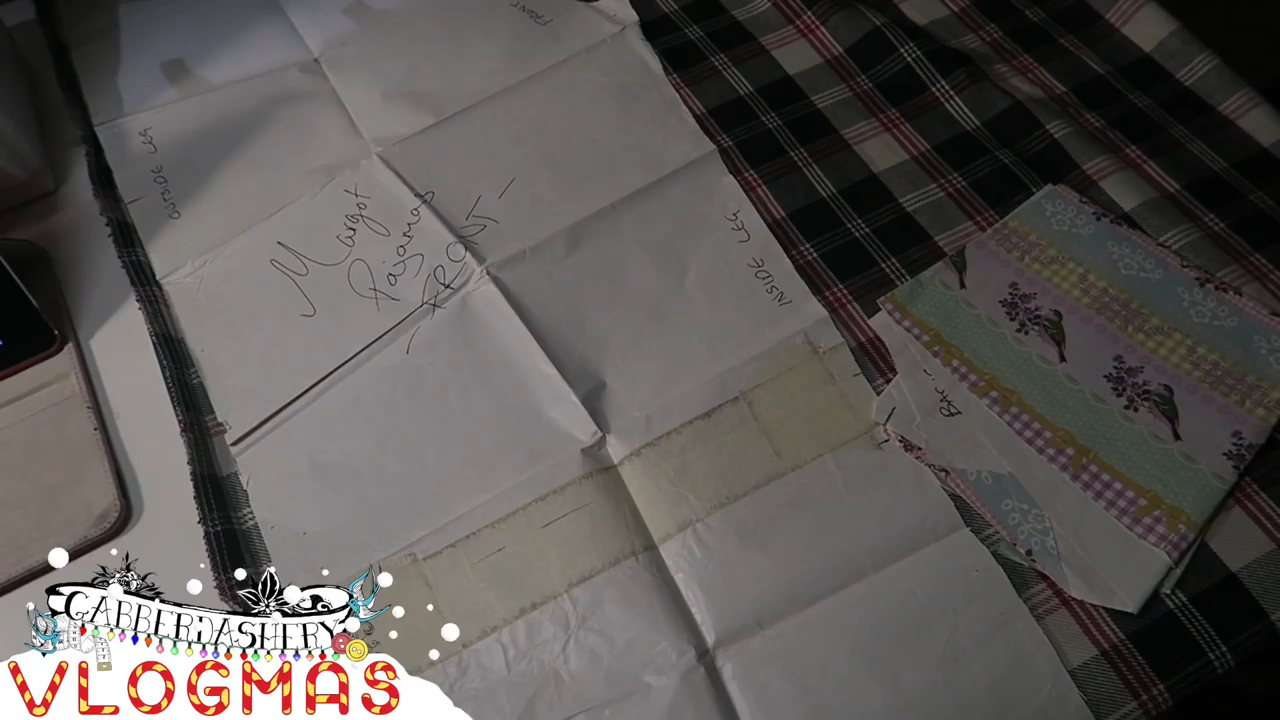 FRONT
OUTSIDE LEG
Margot
Pajamas
- FRONT -
INSIDE LEG
GABBERDASHERY
VLOGMAS